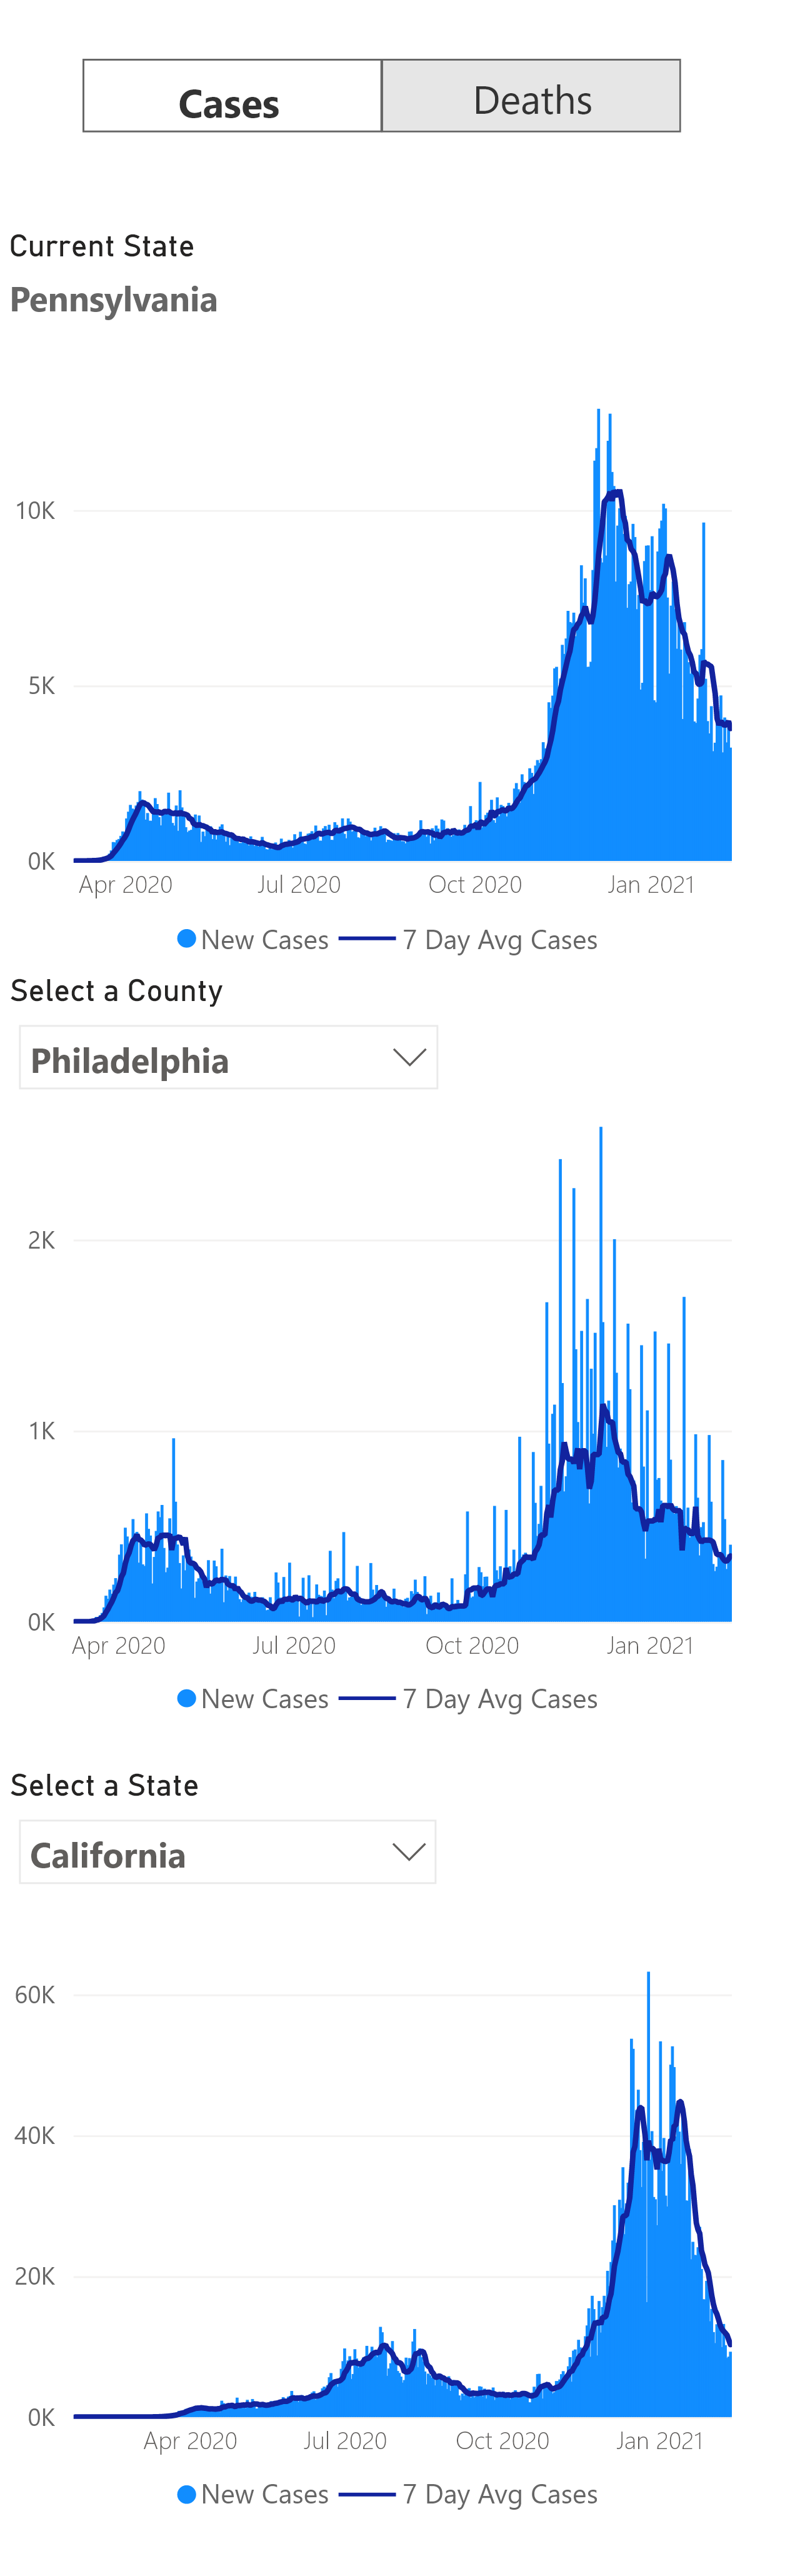 Cases Deaths
Current State
Pennsylvania
10K
5K
0K
Apr 2020 Jul 2020 Oct 2020 Jan 2021
New Cases 7 Day Avg Cases
Select a County
Philadelphia
2K
1K
0K
Apr 2020 Jul 2020 Oct 2020 Jan 2021
New Cases 7 Day Avg Cases
Select a State
California
60K
40K
20K
0K
Apr 2020 Jul 2020 Oct 2020 Jan 2021
New Cases 7 Day Avg Cases